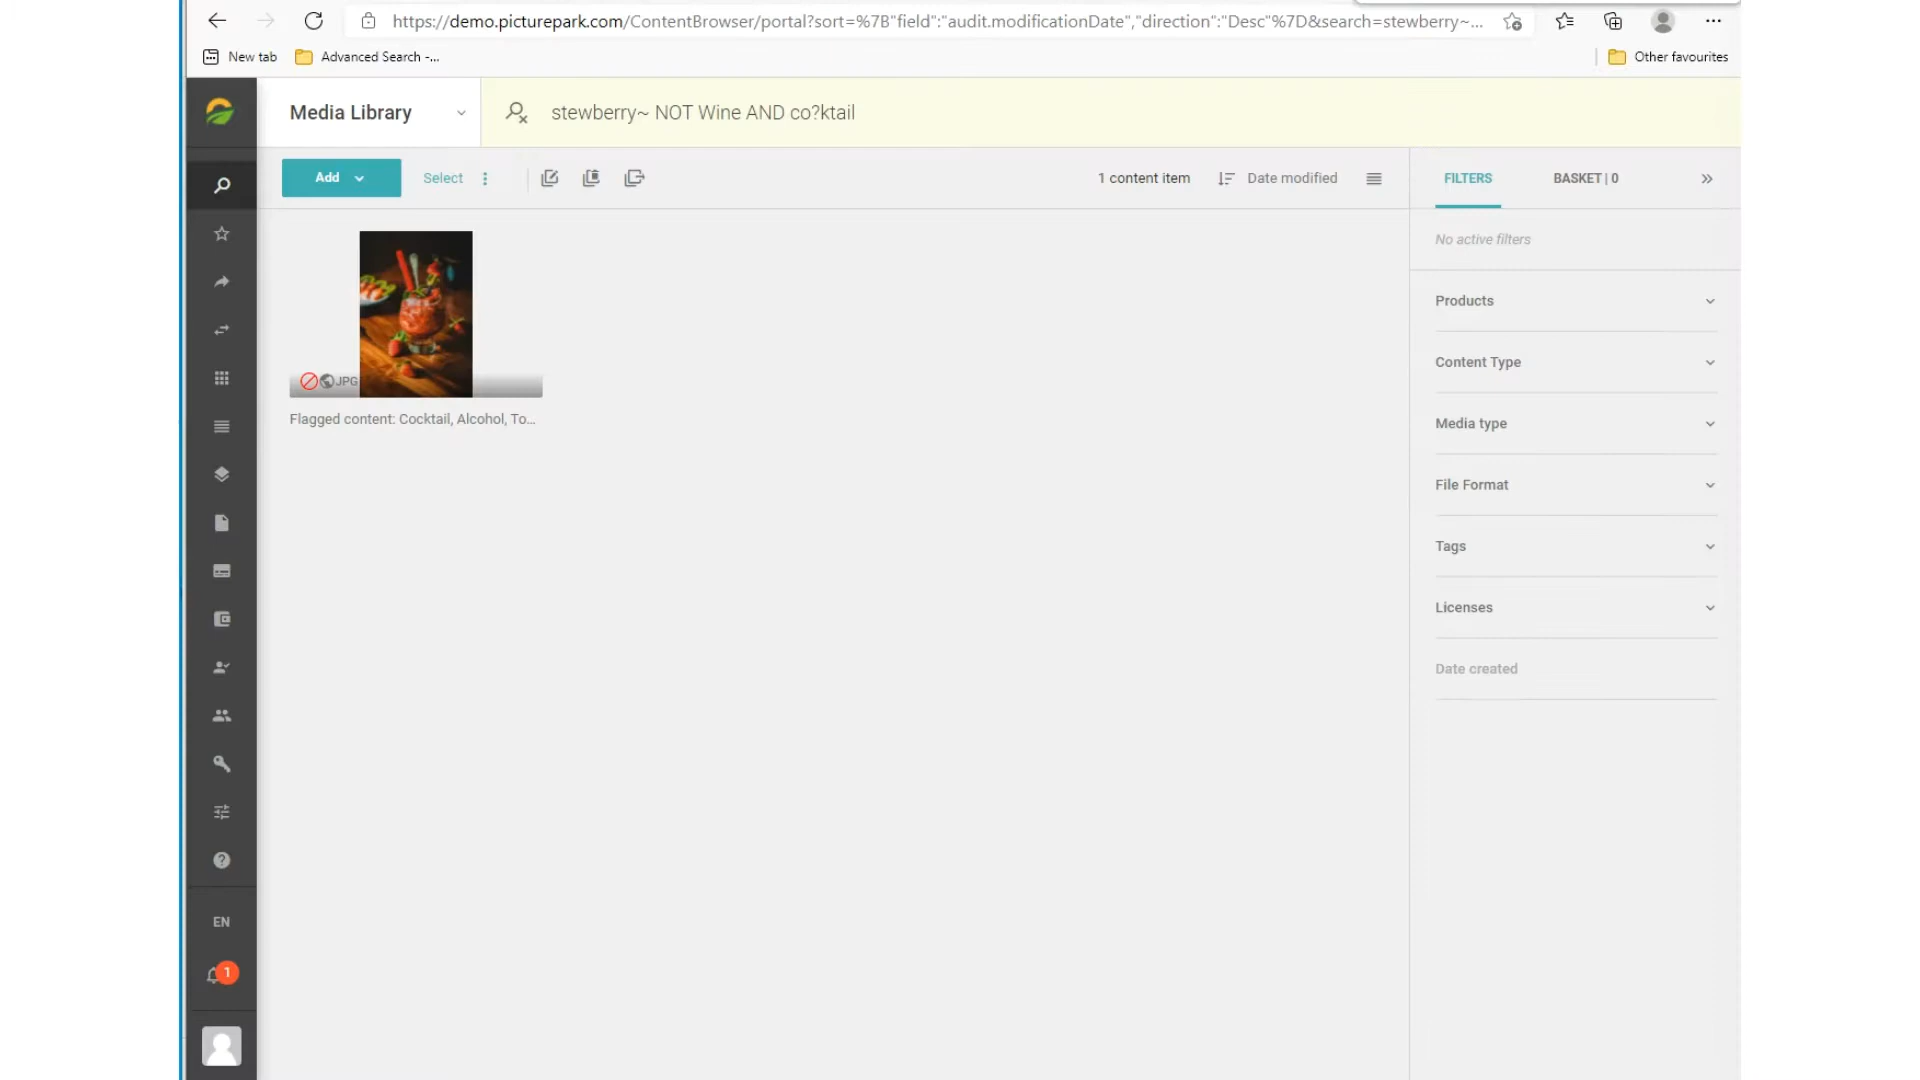 https://demo.picturepark.com/ContentBrowser/portal?sort=%7B"field":"audit.modificationDate","direction":"Desc"%7D&search=stewberry~...
New tab
Advanced Search -...
Other favourites
Media Library
stewberry~ NOT Wine AND co?ktail
Add
Select
1 content item
Date modified
FILTERS
BASKET | 0
No active filters
Products
Content Type
Media type
File Format
Tags
Licenses
Date created
JPG
Flagged content: Cocktail, Alcohol, To...
EN
1